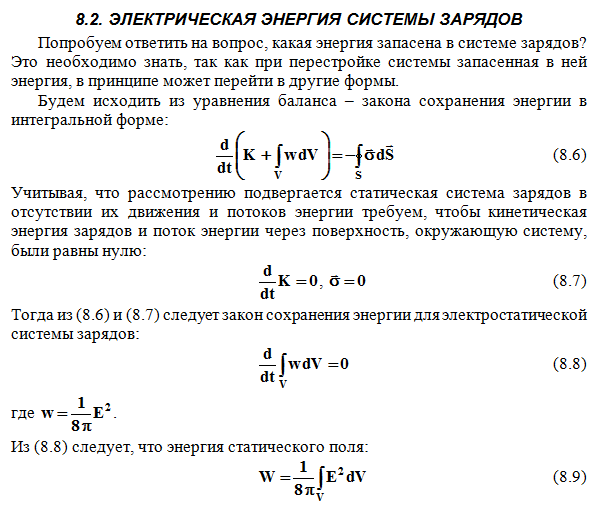 8.2. ЭЛЕКТРИЧЕСКАЯ ЭНЕРГИЯ СИСТЕМЫ ЗАРЯДОВ
Попробуем ответить на вопрос, какая энергия запасена в системе зарядов?
Это необходимо знать, так как при перестройке системы запасенная в ней
энергия, в принципе может перейти в другие формы.
Будем исходить из уравнения баланса – закона сохранения энергии в
интегральной форме:
$\frac{d}{dt}\left(K + \int_V w dV\right) = -\oint_S \vec{\sigma} d\vec{S}$ (8.6)
Учитывая, что рассмотрению подвергается статическая система зарядов в
отсутствии их движения и потоков энергии требуем, чтобы кинетическая
энергия зарядов и поток энергии через поверхность, окружающую систему,
были равны нулю:
$\frac{d}{dt} K = 0, \vec{\sigma} = 0$ (8.7)
Тогда из (8.6) и (8.7) следует закон сохранения энергии для электростатической
системы зарядов:
$\frac{d}{dt} \int_V w dV = 0$ (8.8)
где $w = \frac{1}{8\pi} E^2$.
Из (8.8) следует, что энергия статического поля:
$W = \frac{1}{8\pi} \int_V E^2 dV$ (8.9)